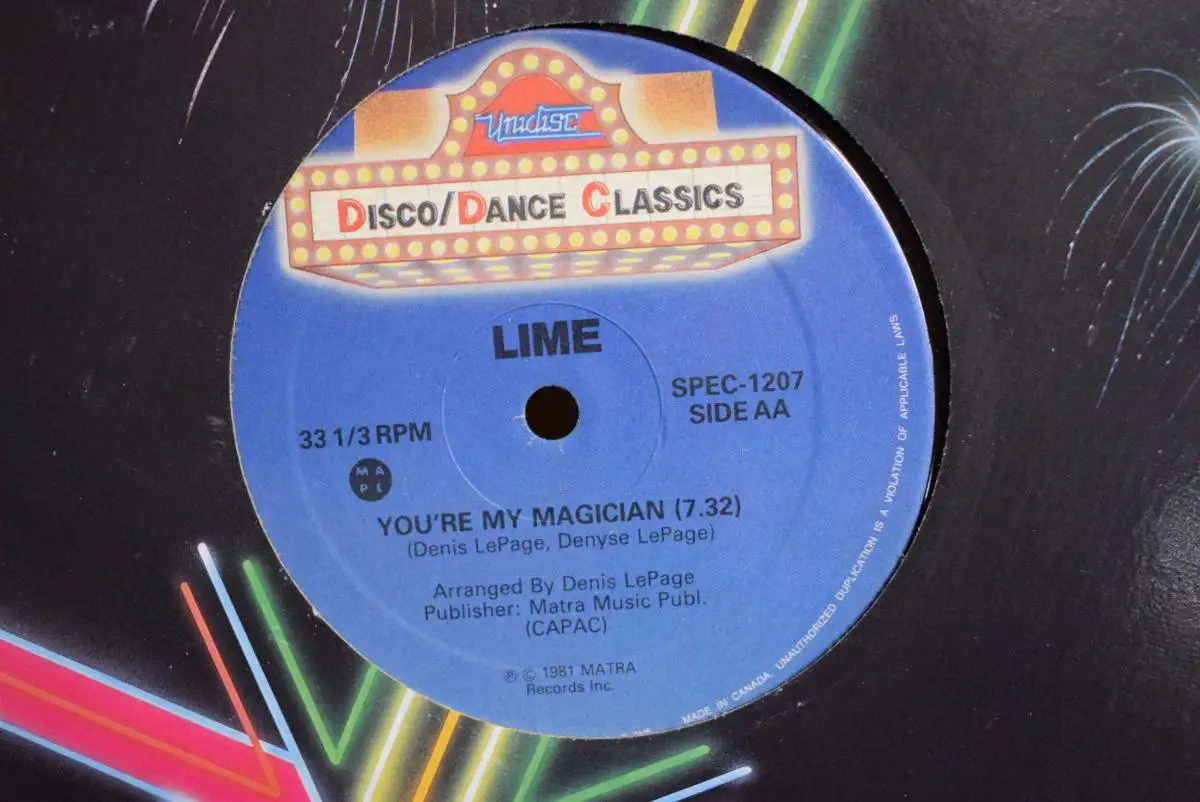 Unidisc
DISCO/DANCE CLASSICS
LIME
33 1/3 RPM
SPEC-1207
SIDE AA
M A
P L
YOU'RE MY MAGICIAN (7.32)
(Denis LePage, Denyse LePage)
Arranged By Denis LePage
Publisher: Matra Music Publ.
(CAPAC)
℗ © 1981 MATRA
Records Inc.
MADE IN CANADA. UNAUTHORIZED DUPLICATION IS A VIOLATION OF APPLICABLE LAWS